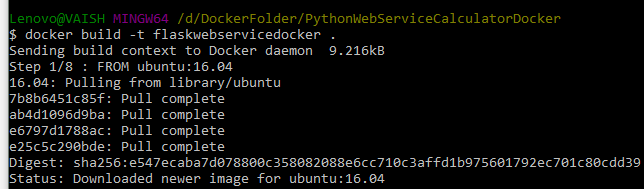 Lenovo@VAISH MINGW64 /d/DockerFolder/PythonWebServiceCalculatorDocker
$ docker build -t flaskwebservicedocker .
Sending build context to Docker daemon  9.216kB
Step 1/8 : FROM ubuntu:16.04
16.04: Pulling from library/ubuntu
7b8b6451c85f: Pull complete
ab4d1096d9ba: Pull complete
e6797d1788ac: Pull complete
e25c5c290bde: Pull complete
Digest: sha256:e547ecaba7d078800c358082088e6cc710c3affd1b975601792ec701c80cdd39
Status: Downloaded newer image for ubuntu:16.04